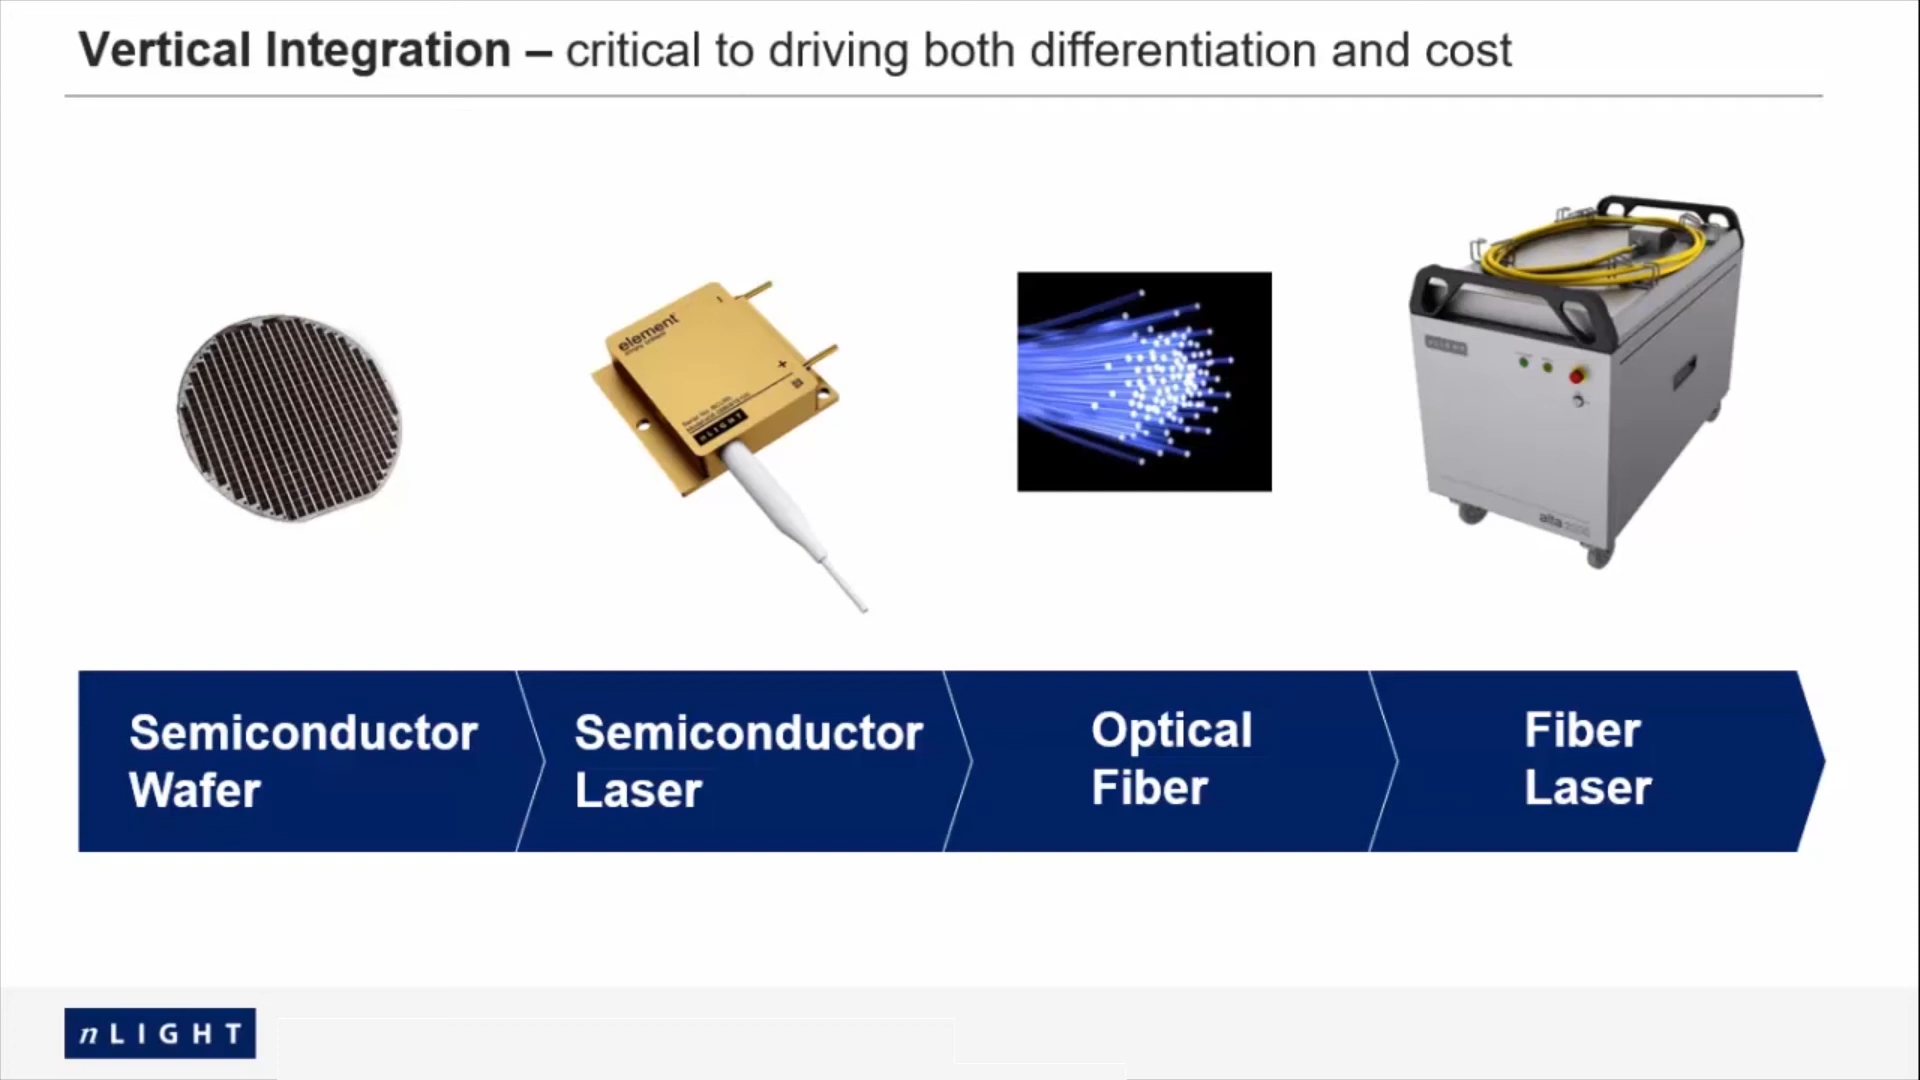 Vertical Integration – critical to driving both differentiation and cost
element
nLIGHT
nLIGHT
alta
Semiconductor
Wafer
Semiconductor
Laser
Optical
Fiber
Fiber
Laser
nLIGHT